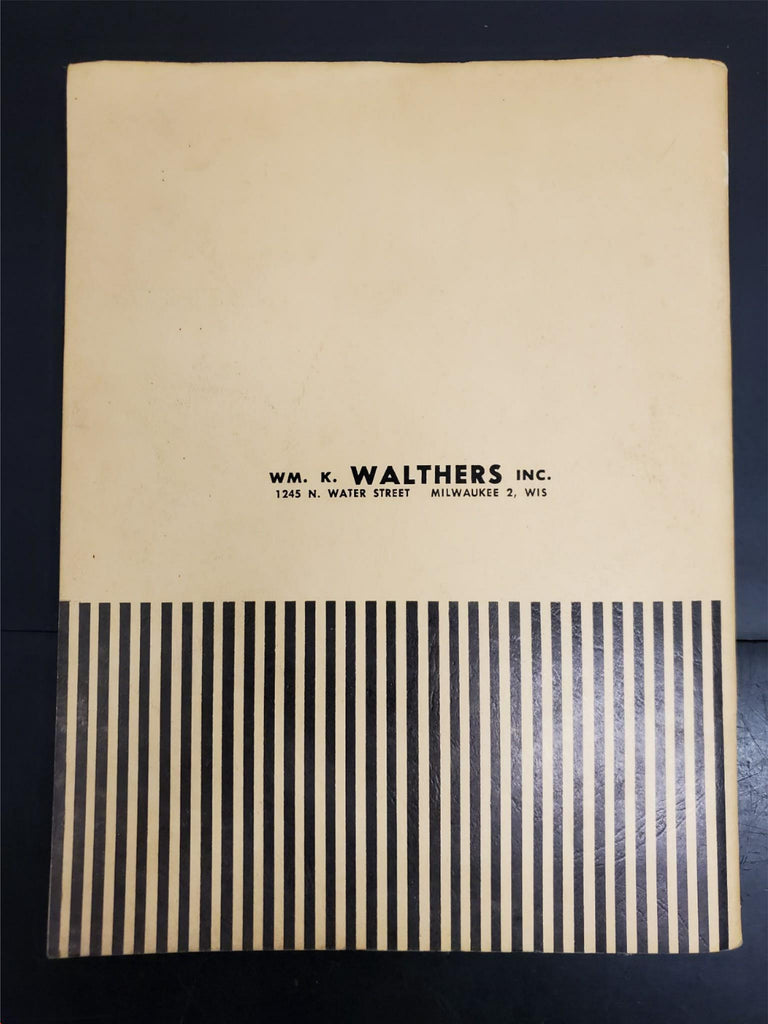 WM. K. WALTHERS INC.
1245 N. WATER STREET MILWAUKEE 2, WIS